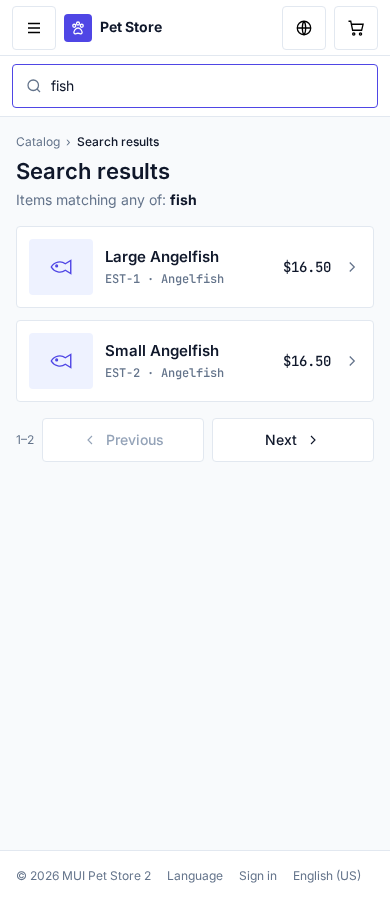 Pet Store
fish
Catalog › Search results
Search results
Items matching any of: fish
Large Angelfish
EST-1 · Angelfish
$16.50
Small Angelfish
EST-2 · Angelfish
$16.50
1–2
Previous
Next
© 2026 MUI Pet Store 2 Language Sign in English (US)